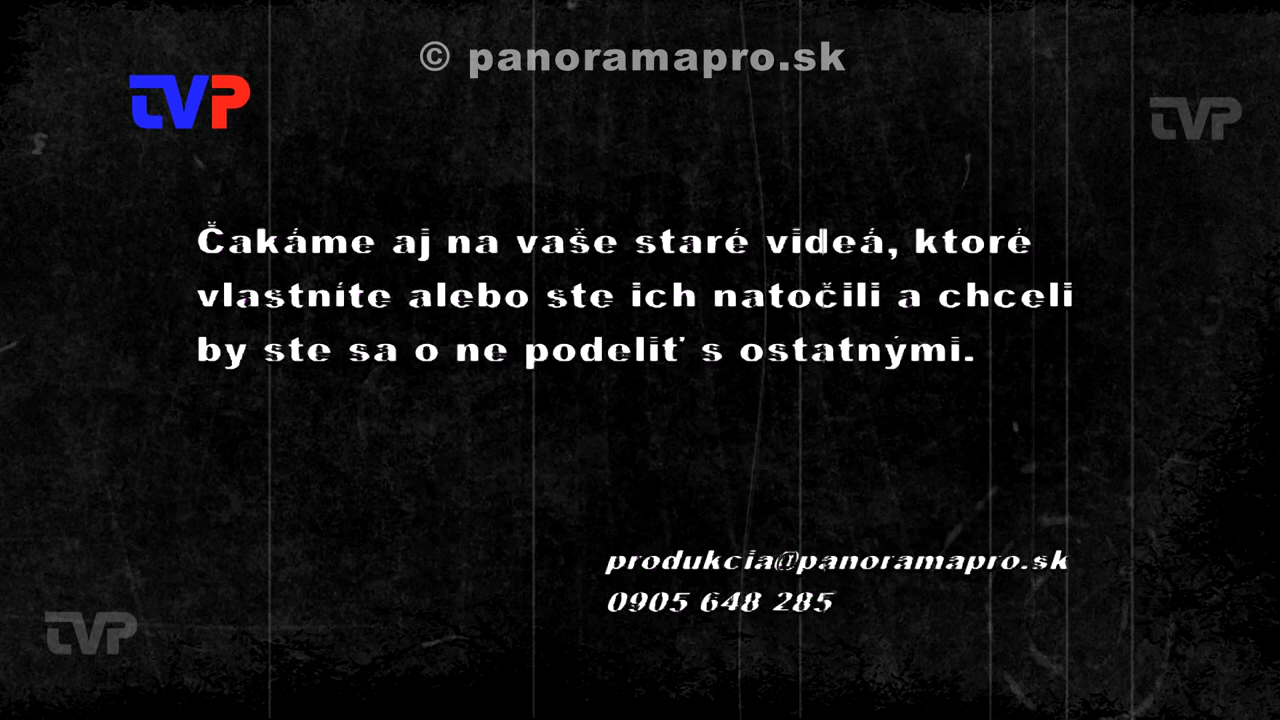 © panoramapro.sk
TVP
TVP
Čakáme aj na vaše staré videá, ktoré
vlastníte alebo ste ich natočili a chceli
by ste sa o ne podeliť s ostatnými.
produkcia@panoramapro.sk
0905 648 285
TVP